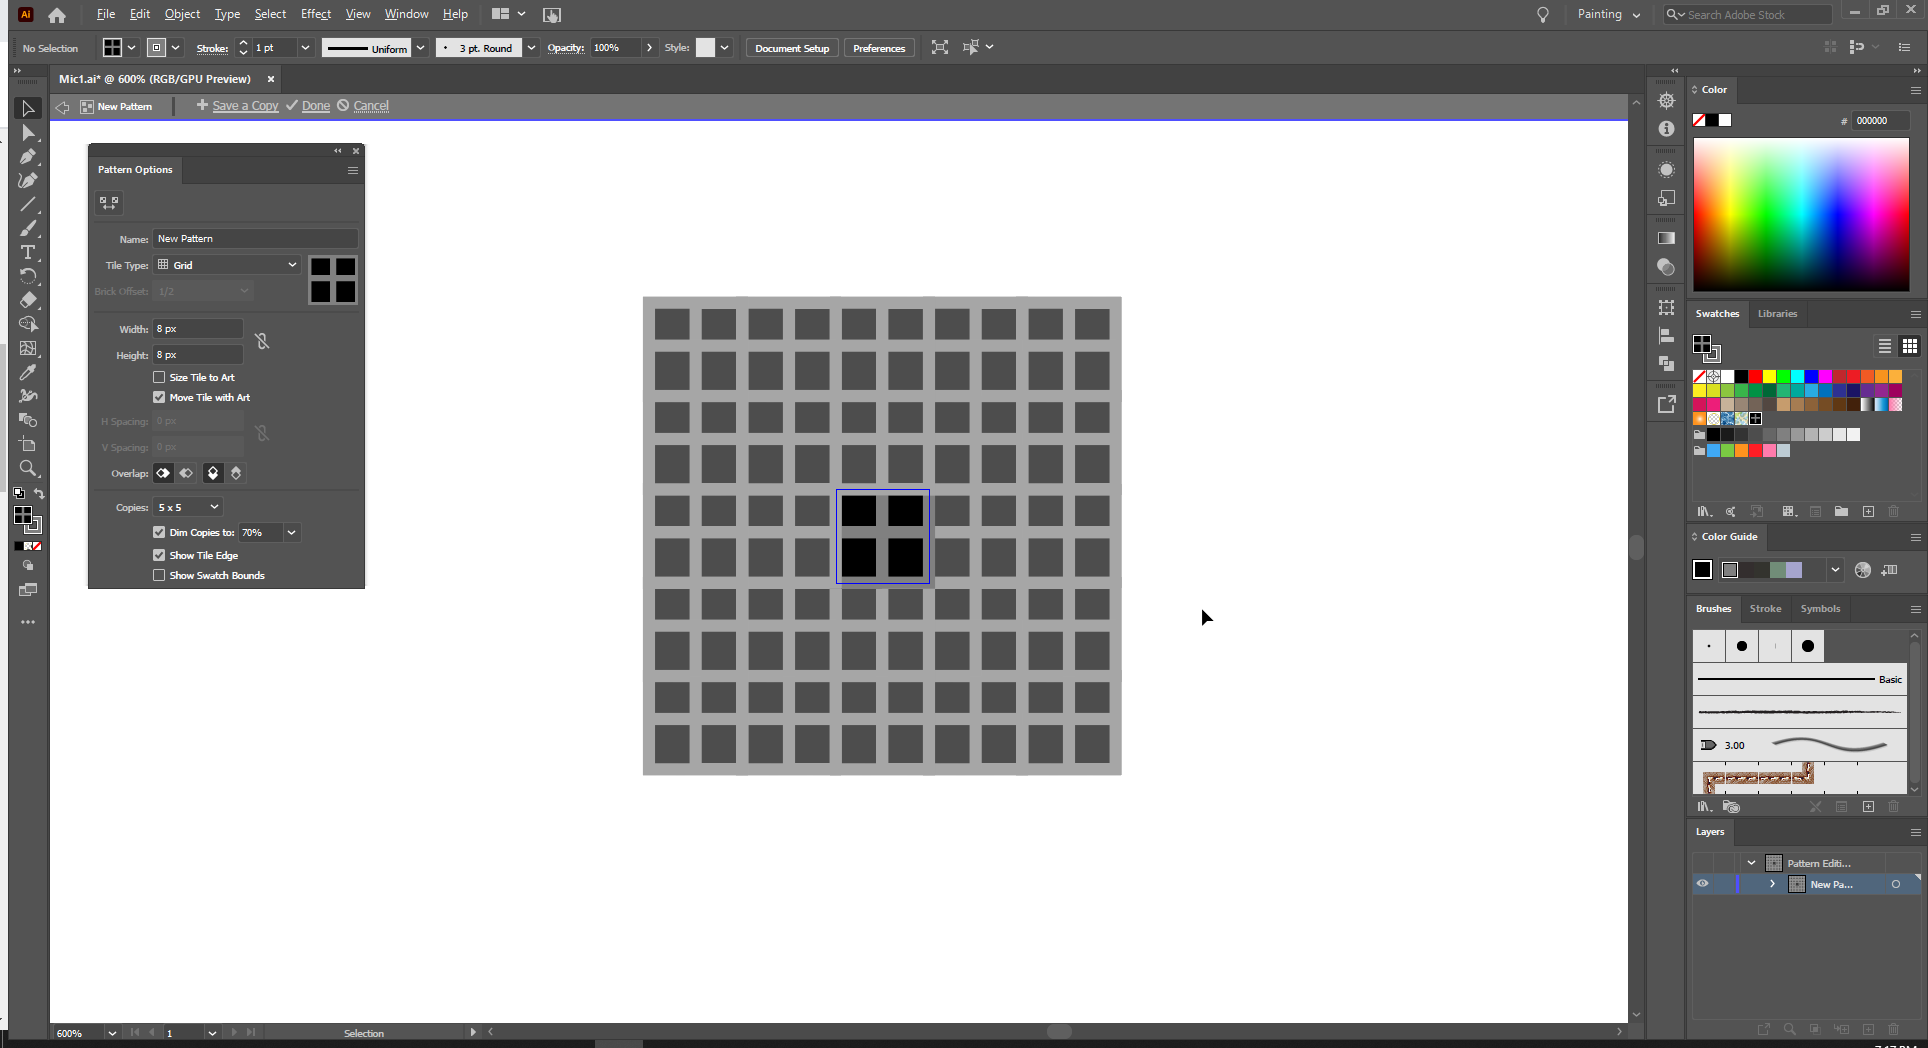 Ai File Edit Object Type Select Effect View Window Help Painting Search Adobe Stock
No Selection Stroke: 1 pt Uniform 3 pt. Round Opacity: 100% Style: Document Setup Preferences
Mic1.ai* @ 600% (RGB/GPU Preview)
New Pattern Save a Copy Done Cancel
Pattern Options
Name: New Pattern
Tile Type: Grid
Brick Offset: 1/2
Width: 8 px
Height: 8 px
Size Tile to Art
Move Tile with Art
H Spacing: 0 px
V Spacing: 0 px
Overlap:
Copies: 5 x 5
Dim Copies to: 70%
Show Tile Edge
Show Swatch Bounds
Color
# 000000
Swatches Libraries
Color Guide
Brushes Stroke Symbols
Basic
3.00
Layers
Pattern Editi...
New Pa...
600% 1 Selection